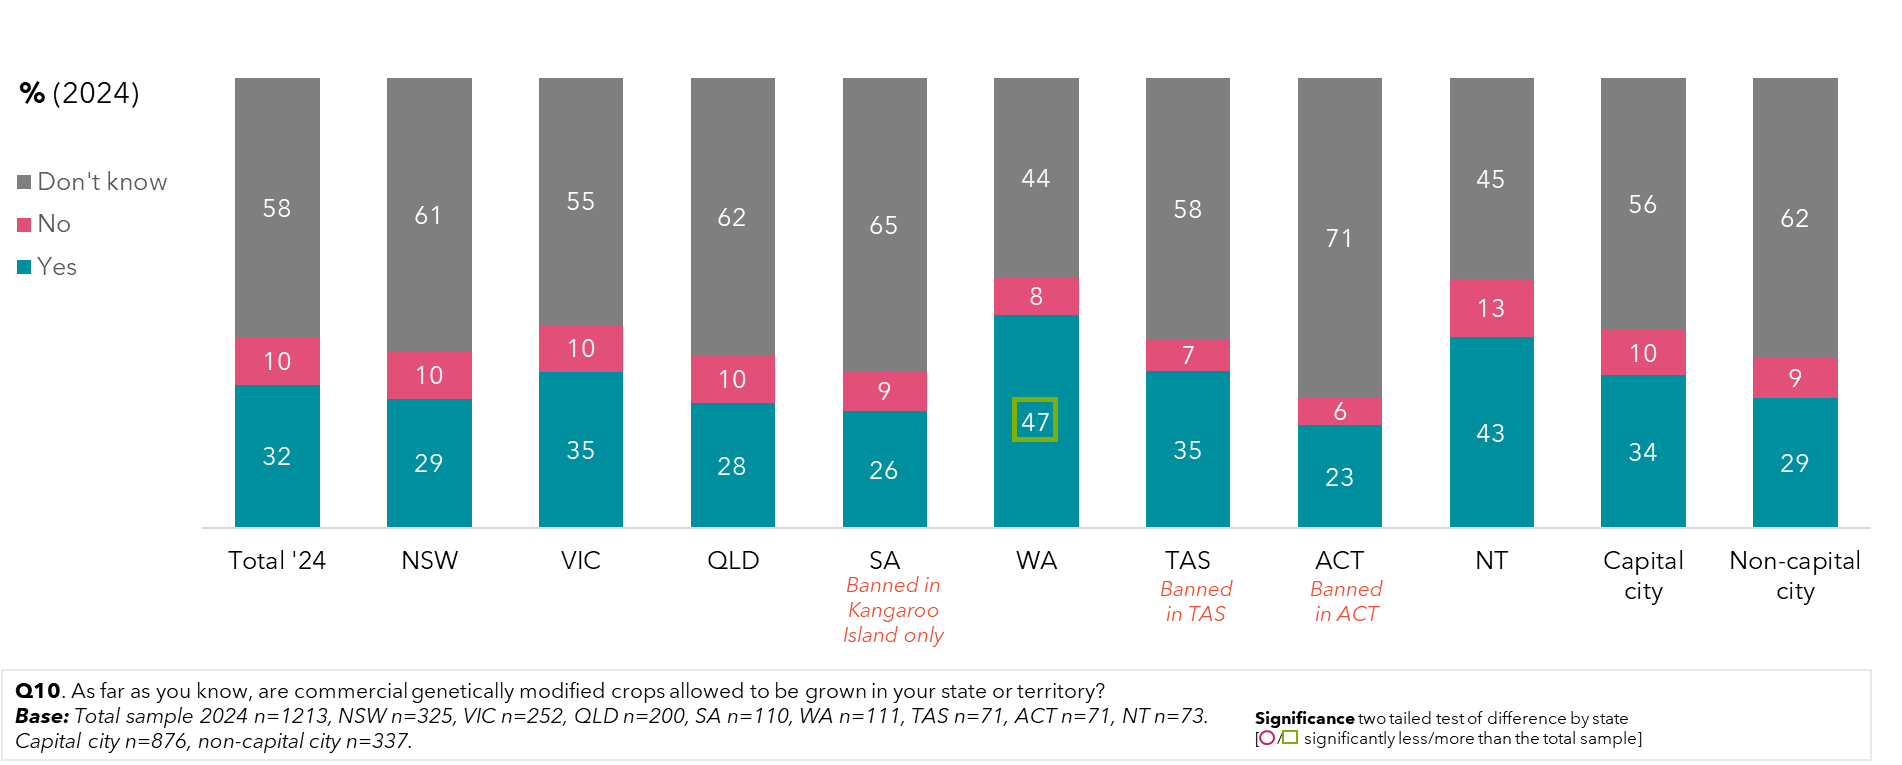 % (2024)
Don't know
No
Yes
58 61 55 62 65 44 58 71 45 56 62
10 10 10 10 9 8 7 6 13 10 9
32 29 35 28 26 47 35 23 43 34 29
Total '24 NSW VIC QLD SA WA TAS ACT NT Capital city Non-capital city
Banned in
Kangaroo
Island only
Banned
in TAS
Banned
in ACT
Q10. As far as you know, are commercial genetically modified crops allowed to be grown in your state or territory?
Base: Total sample 2024 n=1213, NSW n=325, VIC n=252, QLD n=200, SA n=110, WA n=111, TAS n=71, ACT n=71, NT n=73.
Capital city n=876, non-capital city n=337.
Significance two tailed test of difference by state
[○/□ significantly less/more than the total sample]